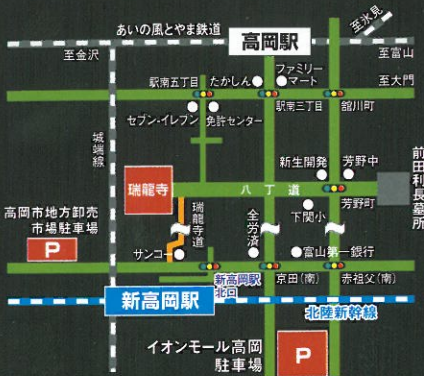 至氷見
あいの風とやま鉄道
高岡駅
至金沢
至富山
ファミリー
マート
駅南五丁目
たかしん
至大門
駅南三丁目
舘川町
セブン-イレブン
免許センター
城端線
新生開発
芳野中
瑞龍寺
八丁道
前田利長墓所
下関小
芳野町
瑞龍寺道
全労済
高岡市地方卸売
市場駐車場
P
サンコー
富山第一銀行
新高岡駅
北口
京田(南)
赤祖父(南)
新高岡駅
北陸新幹線
イオンモール高岡
駐車場
P